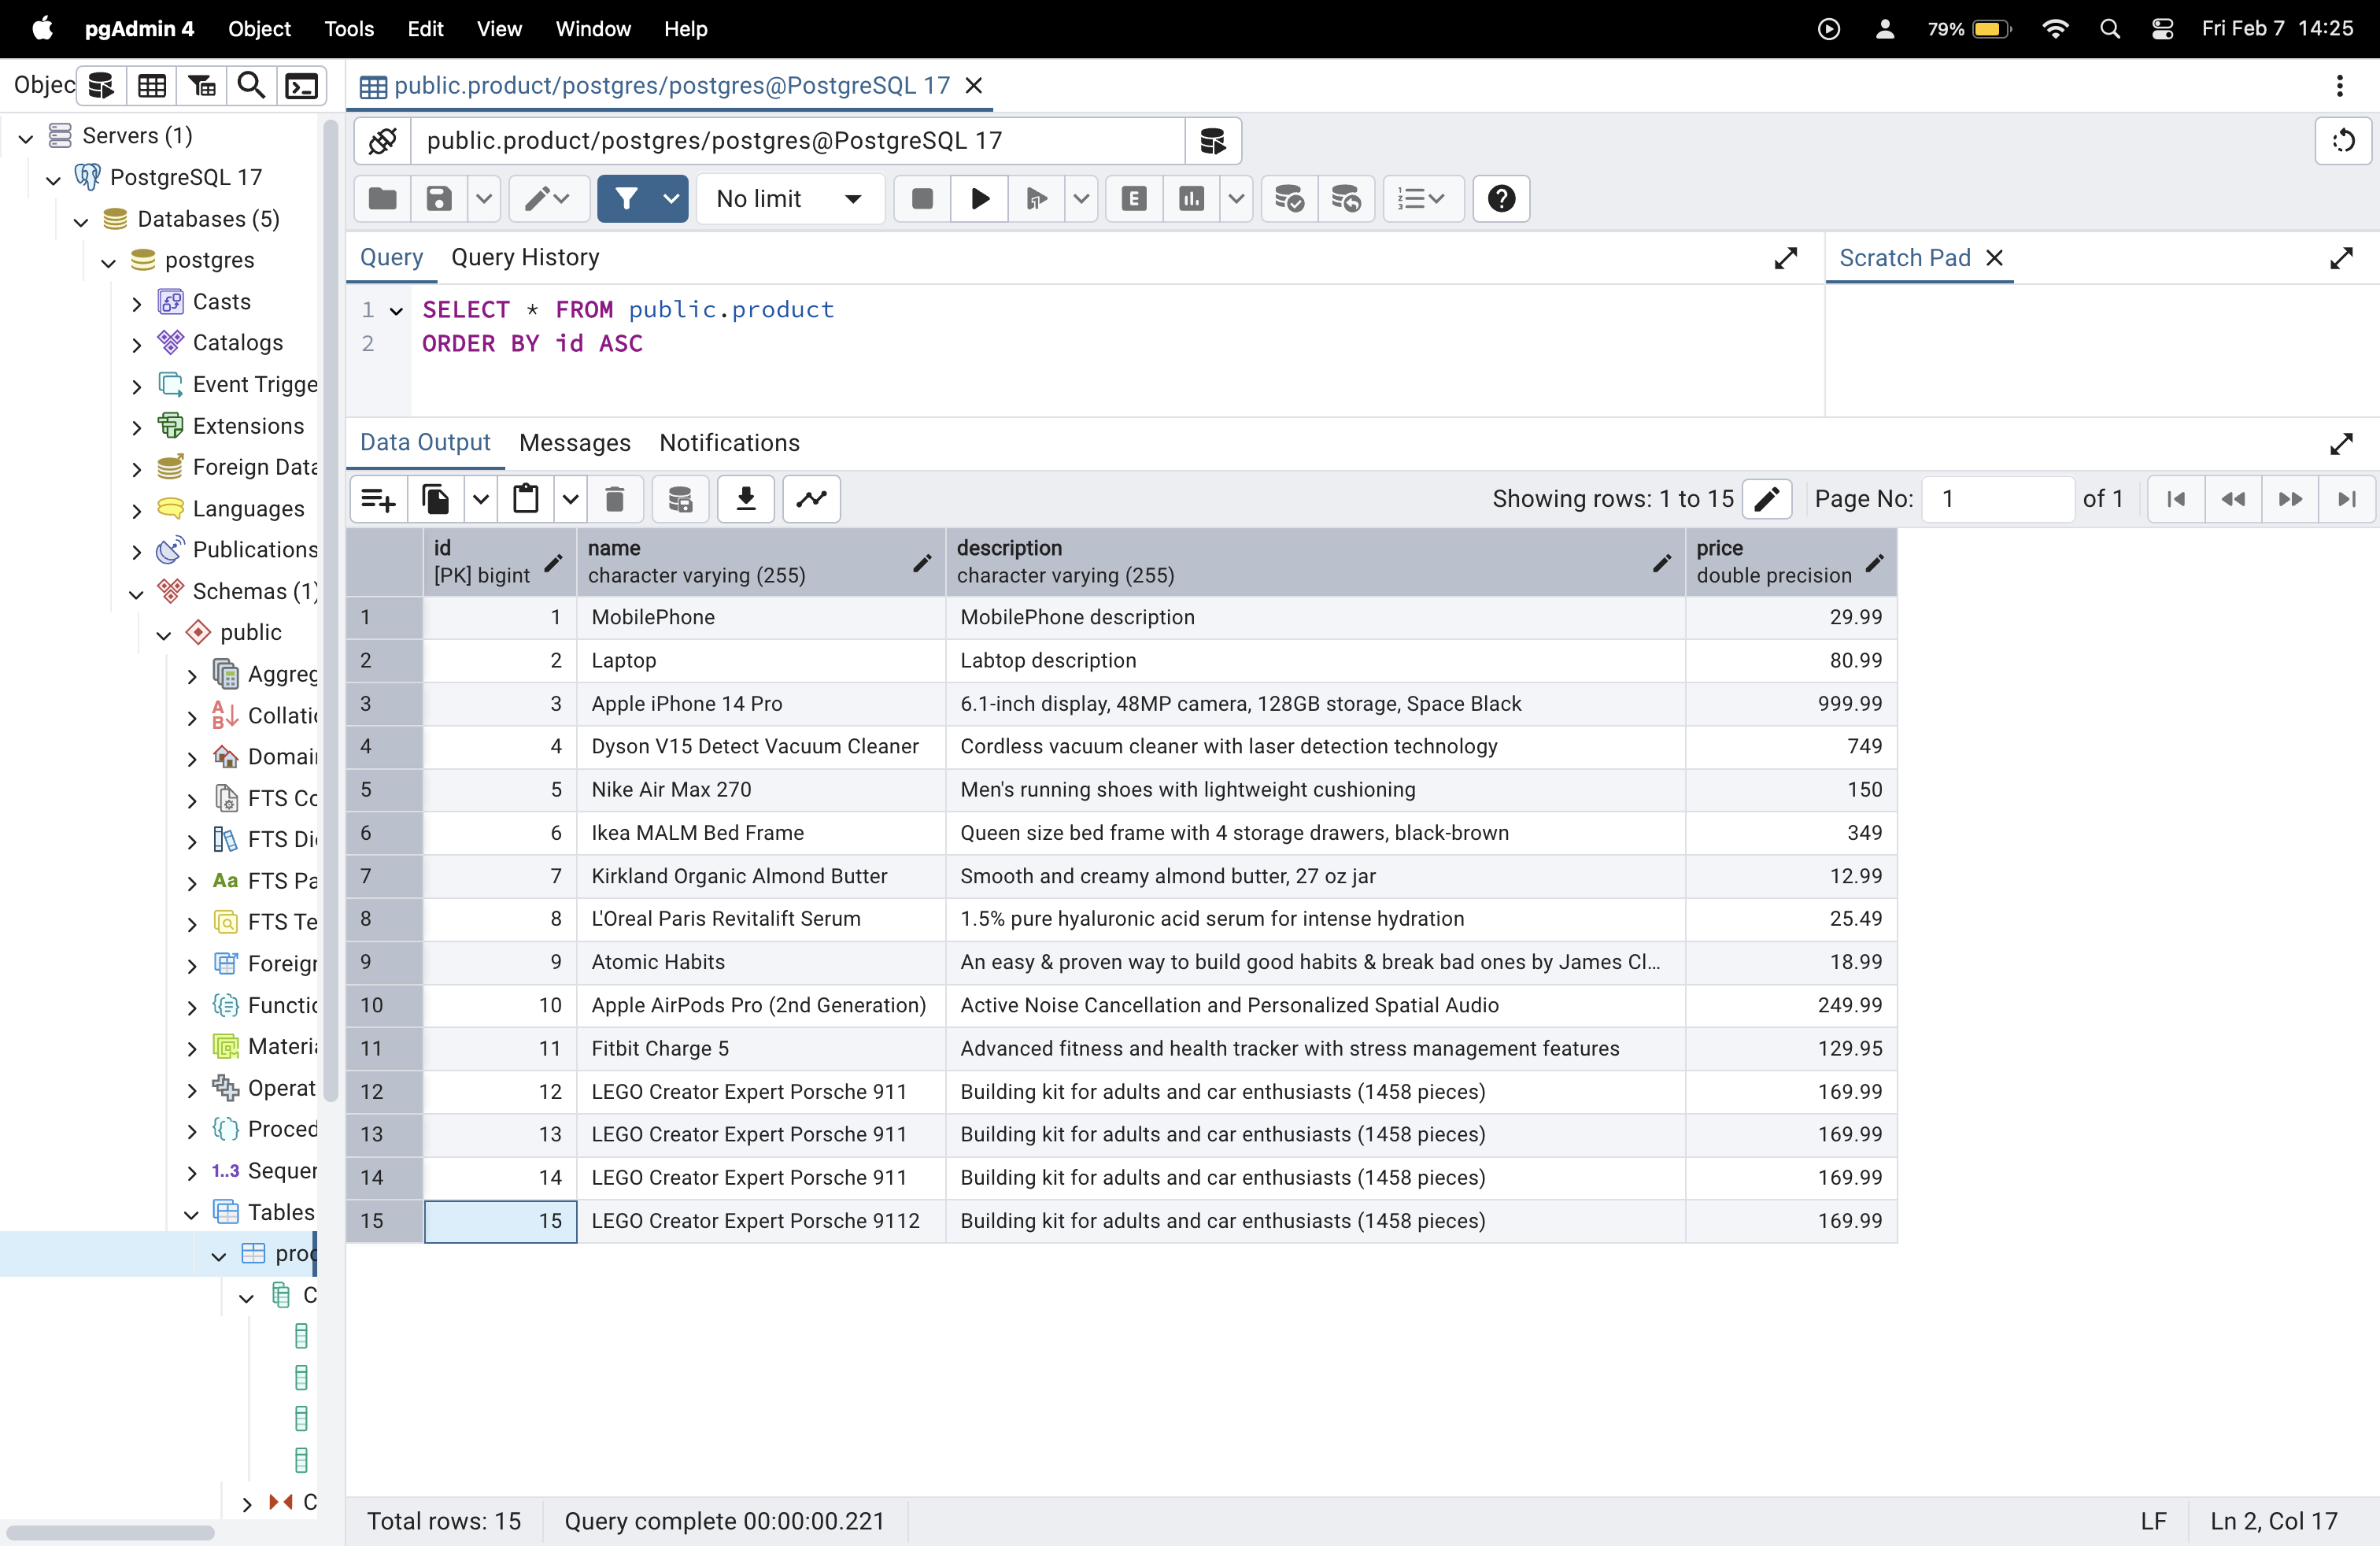 pgAdmin 4 Object Tools Edit View Window Help 79% Fri Feb 7 14:25
Objec
public.product/postgres/postgres@PostgreSQL 17
public.product/postgres/postgres@PostgreSQL 17
No limit
E
Servers (1)
PostgreSQL 17
Databases (5)
postgres
Casts
Catalogs
Event Trigge
Extensions
Foreign Data
Languages
Publications
Schemas (1)
public
Aggreg
Collatic
Domai
FTS Co
FTS Di
Aa FTS Pa
FTS Te
Foreigr
Functio
Materia
Operat
Proced
1..3 Sequer
Tables
proc
C
C
Query Query History
Scratch Pad
1 SELECT * FROM public.product
2 ORDER BY id ASC
Data Output Messages Notifications
Showing rows: 1 to 15 Page No: 1 of 1
id name description price
[PK] bigint character varying (255) character varying (255) double precision
1 1 MobilePhone MobilePhone description 29.99
2 2 Laptop Labtop description 80.99
3 3 Apple iPhone 14 Pro 6.1-inch display, 48MP camera, 128GB storage, Space Black 999.99
4 4 Dyson V15 Detect Vacuum Cleaner Cordless vacuum cleaner with laser detection technology 749
5 5 Nike Air Max 270 Men's running shoes with lightweight cushioning 150
6 6 Ikea MALM Bed Frame Queen size bed frame with 4 storage drawers, black-brown 349
7 7 Kirkland Organic Almond Butter Smooth and creamy almond butter, 27 oz jar 12.99
8 8 L'Oreal Paris Revitalift Serum 1.5% pure hyaluronic acid serum for intense hydration 25.49
9 9 Atomic Habits An easy & proven way to build good habits & break bad ones by James Cl... 18.99
10 10 Apple AirPods Pro (2nd Generation) Active Noise Cancellation and Personalized Spatial Audio 249.99
11 11 Fitbit Charge 5 Advanced fitness and health tracker with stress management features 129.95
12 12 LEGO Creator Expert Porsche 911 Building kit for adults and car enthusiasts (1458 pieces) 169.99
13 13 LEGO Creator Expert Porsche 911 Building kit for adults and car enthusiasts (1458 pieces) 169.99
14 14 LEGO Creator Expert Porsche 911 Building kit for adults and car enthusiasts (1458 pieces) 169.99
15 15 LEGO Creator Expert Porsche 9112 Building kit for adults and car enthusiasts (1458 pieces) 169.99
Total rows: 15 Query complete 00:00:00.221 LF Ln 2, Col 17